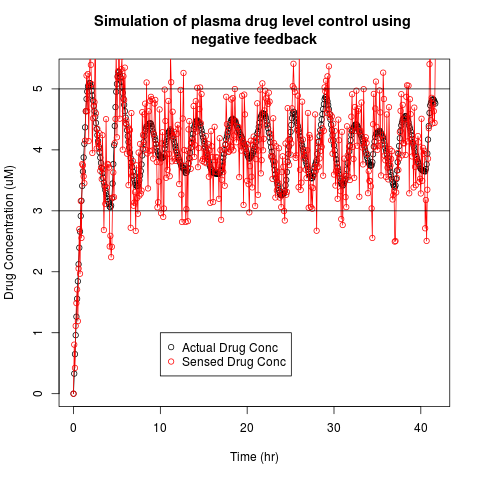 Simulation of plasma drug level control using
negative feedback
Drug Concentration (uM)
5
4
3
2
1
0
Actual Drug Conc
Sensed Drug Conc
0 10 20 30 40
Time (hr)